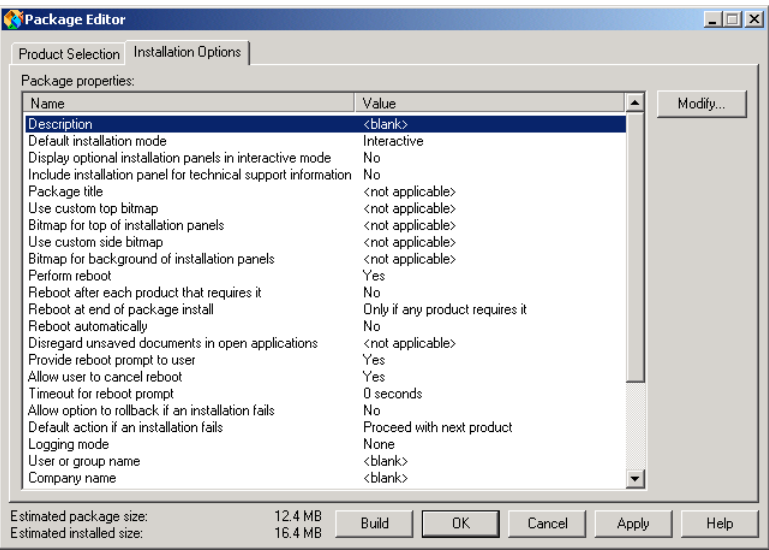 Package Editor
Product Selection Installation Options
Package properties:
Name Value
Description <blank>
Default installation mode Interactive
Display optional installation panels in interactive mode No
Include installation panel for technical support information No
Package title <not applicable>
Use custom top bitmap <not applicable>
Bitmap for top of installation panels <not applicable>
Use custom side bitmap <not applicable>
Bitmap for background of installation panels <not applicable>
Perform reboot Yes
Reboot after each product that requires it No
Reboot at end of package install Only if any product requires it
Reboot automatically No
Disregard unsaved documents in open applications <not applicable>
Provide reboot prompt to user Yes
Allow user to cancel reboot Yes
Timeout for reboot prompt 0 seconds
Allow option to rollback if an installation fails No
Default action if an installation fails Proceed with next product
Logging mode None
User or group name <blank>
Company name <blank>
Modify...
Estimated package size: 12.4 MB
Estimated installed size: 16.4 MB
Build OK Cancel Apply Help